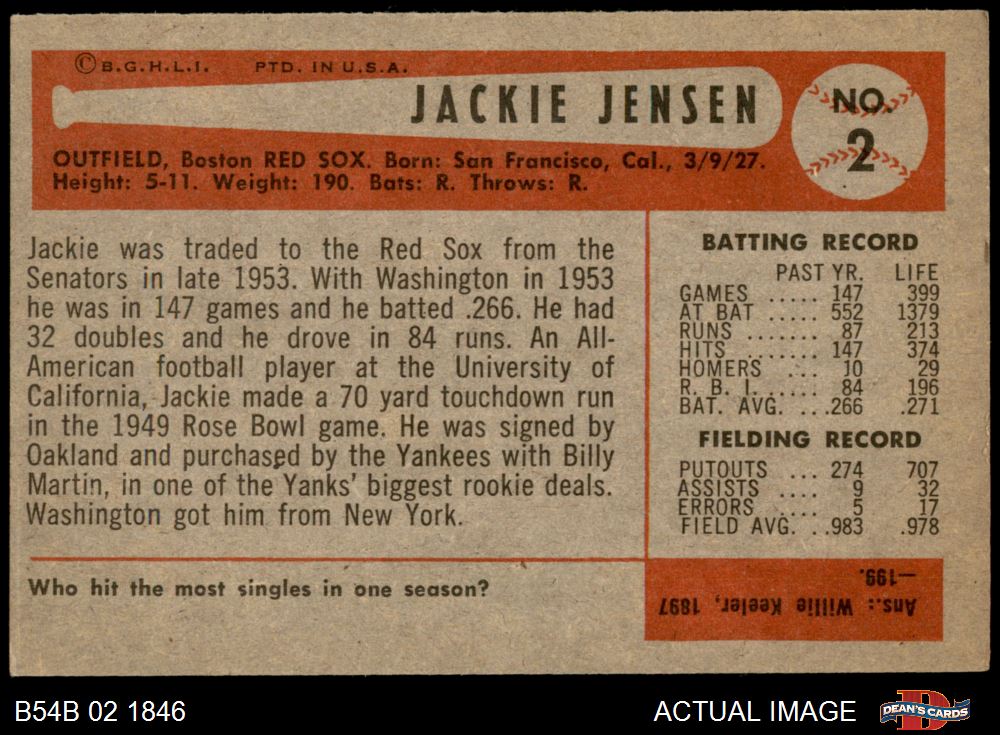 ©B.G.H.L.I. PTD. IN U.S.A.
JACKIE JENSEN
NO.
2
OUTFIELD, Boston RED SOX. Born: San Francisco, Cal., 3/9/27.
Height: 5-11. Weight: 190. Bats: R. Throws: R.
Jackie was traded to the Red Sox from the
Senators in late 1953. With Washington in 1953
he was in 147 games and he batted .266. He had
32 doubles and he drove in 84 runs. An All-
American football player at the University of
California, Jackie made a 70 yard touchdown run
in the 1949 Rose Bowl game. He was signed by
Oakland and purchased by the Yankees with Billy
Martin, in one of the Yanks' biggest rookie deals.
Washington got him from New York.
BATTING RECORD
PAST YR. LIFE
GAMES ..... 147 399
AT BAT ..... 552 1379
RUNS ....... 87 213
HITS ....... 147 374
HOMERS .... 10 29
R. B. I. ..... 84 196
BAT. AVG. ...266 .271
FIELDING RECORD
PUTOUTS ... 274 707
ASSISTS .... 9 32
ERRORS .... 5 17
FIELD AVG. ..983 .978
Who hit the most singles in one season?
Ans.: Willie Keeler, 1897
—199.
B54B 02 1846
ACTUAL IMAGE
DEAN'S CARDS